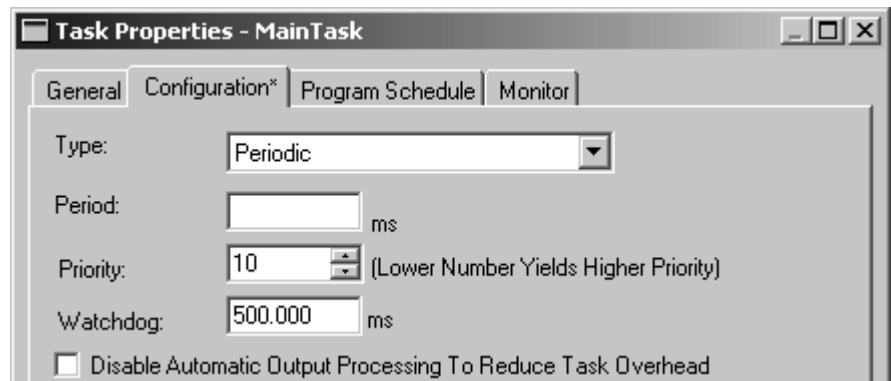 Task Properties - MainTask
General Configuration* Program Schedule Monitor
Type: Periodic
Period: ms
Priority: 10 (Lower Number Yields Higher Priority)
Watchdog: 500.000 ms
Disable Automatic Output Processing To Reduce Task Overhead